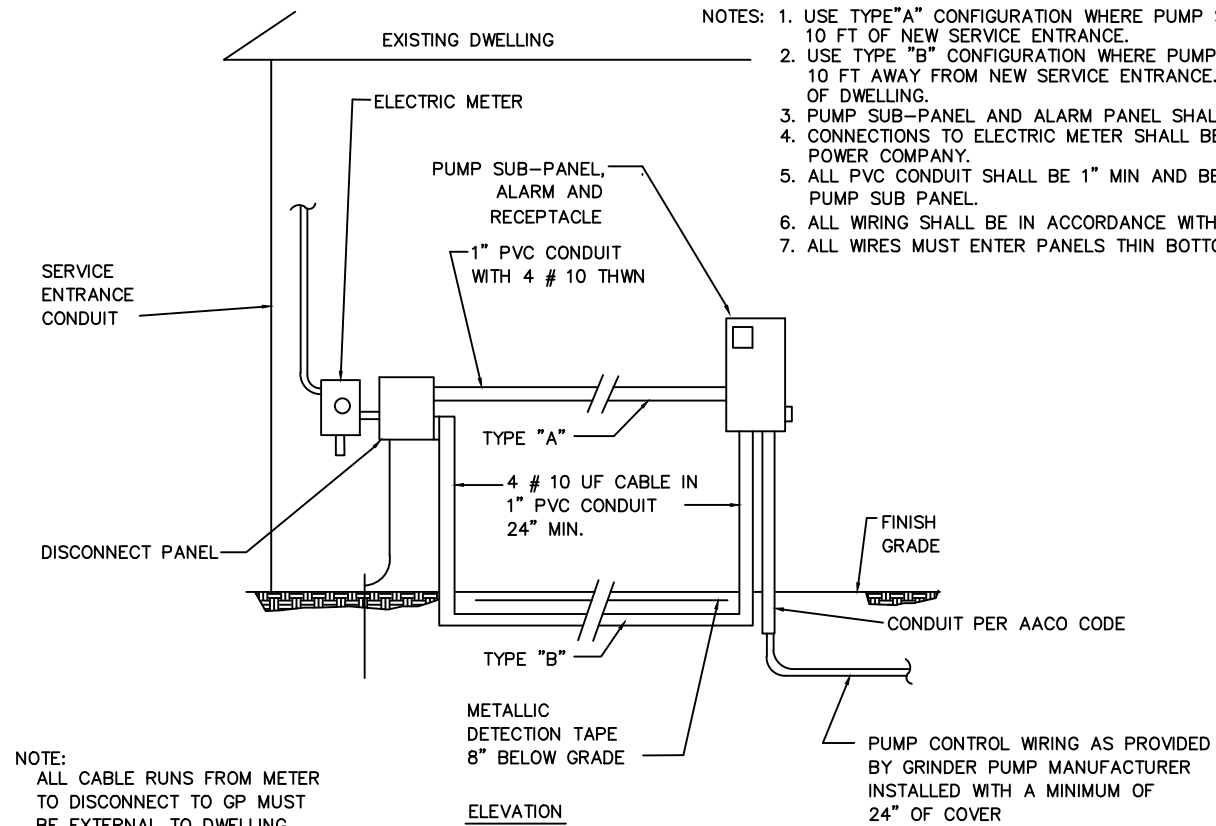 NOTES: 1. USE TYPE"A" CONFIGURATION WHERE PUMP
10 FT OF NEW SERVICE ENTRANCE.
2. USE TYPE "B" CONFIGURATION WHERE PUMP
10 FT AWAY FROM NEW SERVICE ENTRANCE.
OF DWELLING.
3. PUMP SUB-PANEL AND ALARM PANEL SHAL
4. CONNECTIONS TO ELECTRIC METER SHALL BE
POWER COMPANY.
5. ALL PVC CONDUIT SHALL BE 1" MIN AND BE
PUMP SUB PANEL.
6. ALL WIRING SHALL BE IN ACCORDANCE WITH
7. ALL WIRES MUST ENTER PANELS THIN BOTTO
EXISTING DWELLING
ELECTRIC METER
PUMP SUB-PANEL,
ALARM AND
RECEPTACLE
1" PVC CONDUIT
WITH 4 # 10 THWN
SERVICE
ENTRANCE
CONDUIT
TYPE "A"
4 # 10 UF CABLE IN
1" PVC CONDUIT
24" MIN.
DISCONNECT PANEL
FINISH
GRADE
CONDUIT PER AACO CODE
TYPE "B"
METALLIC
DETECTION TAPE
8" BELOW GRADE
PUMP CONTROL WIRING AS PROVIDED
BY GRINDER PUMP MANUFACTURER
INSTALLED WITH A MINIMUM OF
24" OF COVER
NOTE:
ALL CABLE RUNS FROM METER
TO DISCONNECT TO GP MUST
BE EXTERNAL TO DWELLING
ELEVATION